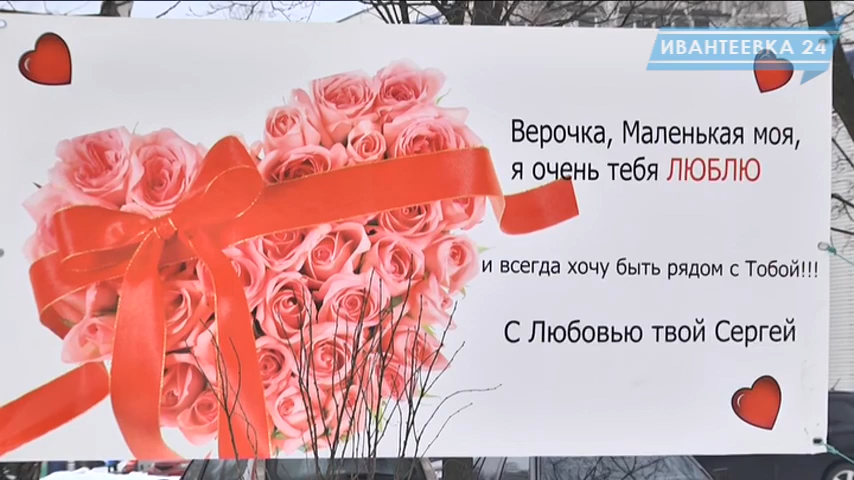 ИВАНТЕЕВКА 24
Верочка, Маленькая моя,
я очень тебя ЛЮБЛЮ
и всегда хочу быть рядом с Тобой!!!
С Любовью твой Сергей